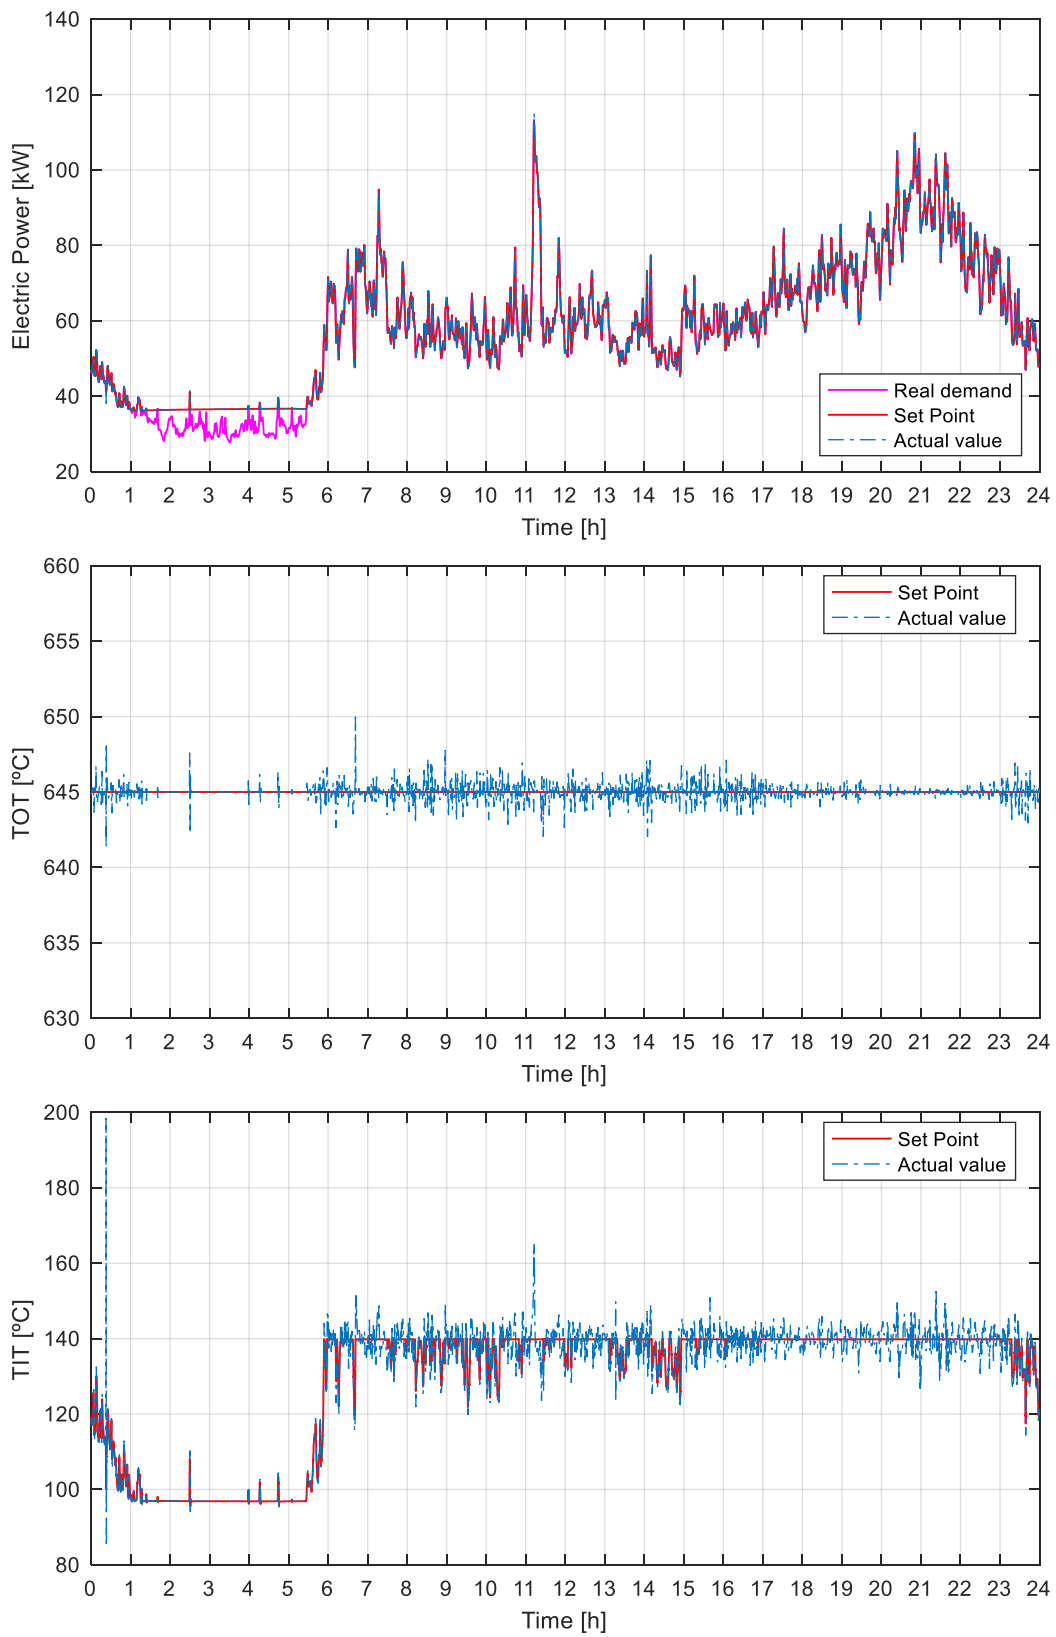 140
120
100
80
60
40
20
Electric Power [kW]
Real demand
Set Point
Actual value
0 1 2 3 4 5 6 7 8 9 10 11 12 13 14 15 16 17 18 19 20 21 22 23 24
Time [h]
660
655
650
645
640
635
630
TOT [ºC]
Set Point
Actual value
0 1 2 3 4 5 6 7 8 9 10 11 12 13 14 15 16 17 18 19 20 21 22 23 24
Time [h]
200
180
160
140
120
100
80
TIT [ºC]
Set Point
Actual value
0 1 2 3 4 5 6 7 8 9 10 11 12 13 14 15 16 17 18 19 20 21 22 23 24
Time [h]